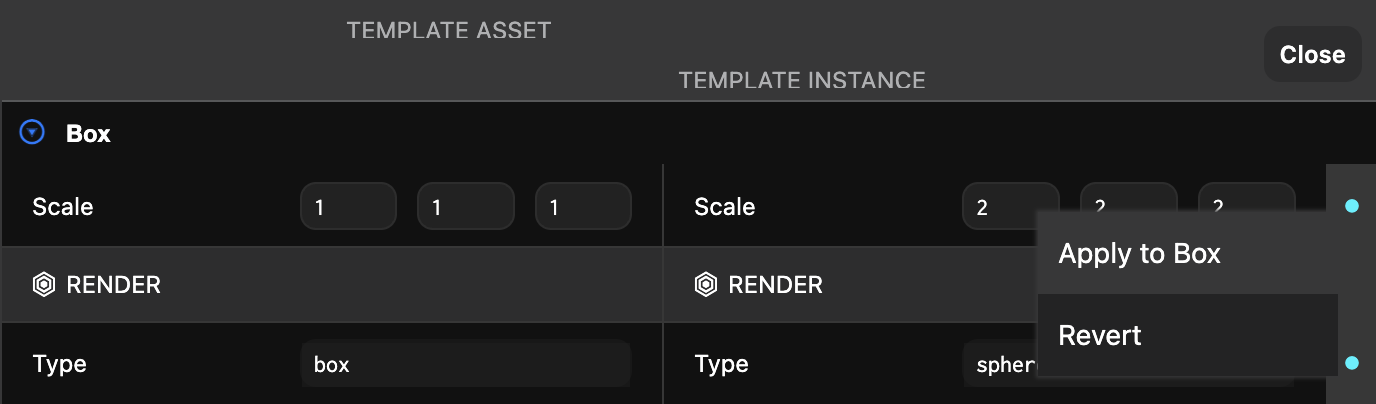 TEMPLATE ASSET
Close
TEMPLATE INSTANCE
Box
Scale 1 1 1 Scale 2 2 2
Apply to Box
RENDER RENDER
Revert
Type box Type